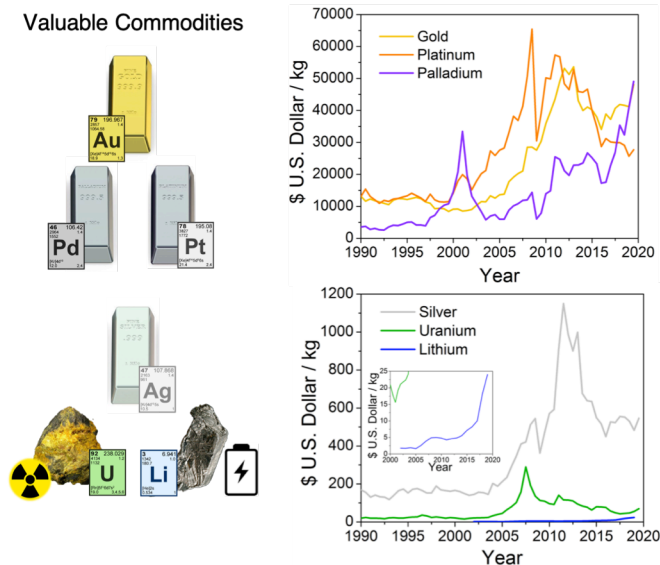 Valuable Commodities
79 196.967
Au
46 106.42
Pd
78 195.08
Pt
47 107.868
Ag
92 238.029
U
3 6.941
Li
70000
60000
50000
40000
30000
20000
10000
0
$ U.S. Dollar / kg
Gold
Platinum
Palladium
1990 1995 2000 2005 2010 2015 2020
Year
1200
1000
800
600
400
200
0
$ U.S. Dollar / kg
Silver
Uranium
Lithium
25
20
15
10
5
0
$ U.S. Dollar / kg
2000 2005 2010 2015 2020
Year
1990 1995 2000 2005 2010 2015 2020
Year